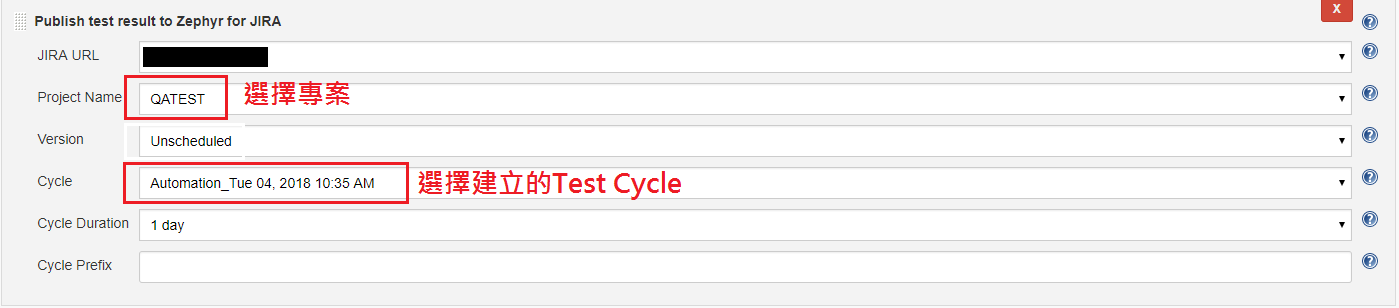 Publish test result to Zephyr for JIRA
X
JIRA URL
Project Name QATEST 選擇專案
Version Unscheduled
Cycle Automation_Tue 04, 2018 10:35 AM 選擇建立的Test Cycle
Cycle Duration 1 day
Cycle Prefix